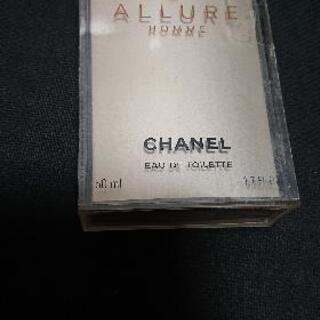 ALLURE
HOMME
CHANEL
EAU DE TOILETTE
50 ml